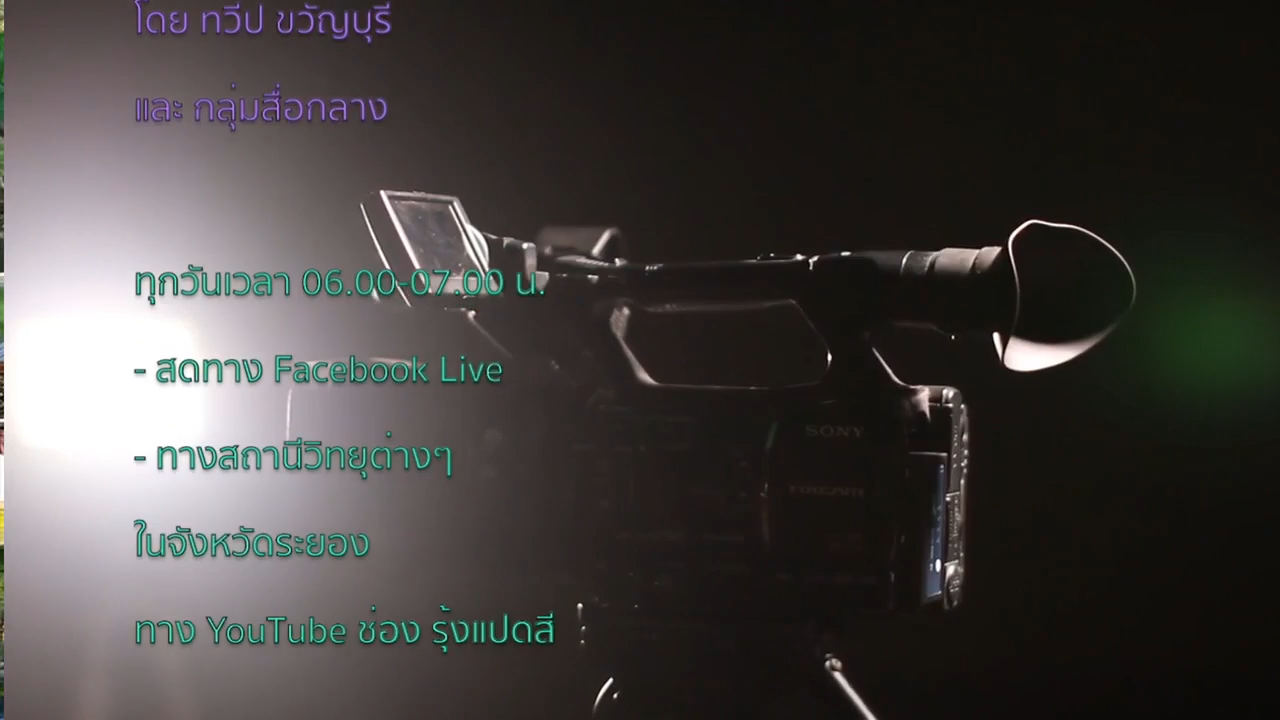 โดย ทวีป ขวัญบุรี
และ กลุ่มสื่อกลาง
ทุกวันเวลา 06.00-07.00 น.
- สดทาง Facebook Live
- ทางสถานีวิทยุต่างๆ
ในจังหวัดระยอง
ทาง YouTube ช่อง รุ้งแปดสี
SONY